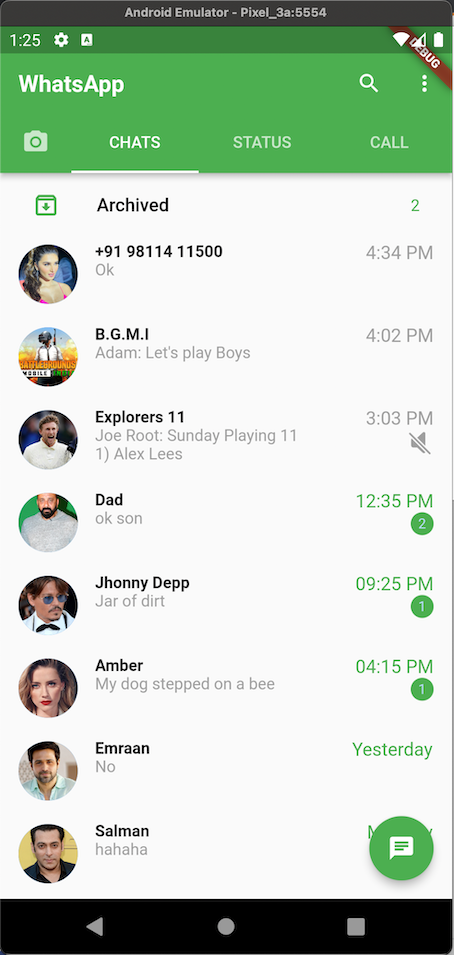 Android Emulator - Pixel_3a:5554
1:25
A
DEBUG
WhatsApp
CHATS STATUS CALL
Archived 2
+91 98114 11500 4:34 PM
Ok
B.G.M.I 4:02 PM
Adam: Let's play Boys
BATTLEGROUNDS
MOBILE
Explorers 11 3:03 PM
Joe Root: Sunday Playing 11
1) Alex Lees
Dad 12:35 PM
ok son 2
Jhonny Depp 09:25 PM
Jar of dirt 1
Amber 04:15 PM
My dog stepped on a bee 1
Emraan Yesterday
No
Salman
hahaha